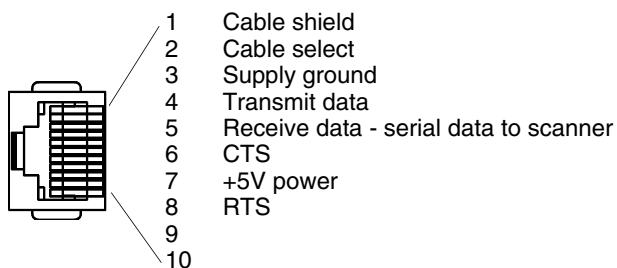 1 Cable shield
2 Cable select
3 Supply ground
4 Transmit data
5 Receive data - serial data to scanner
6 CTS
7 +5V power
8 RTS
9
10